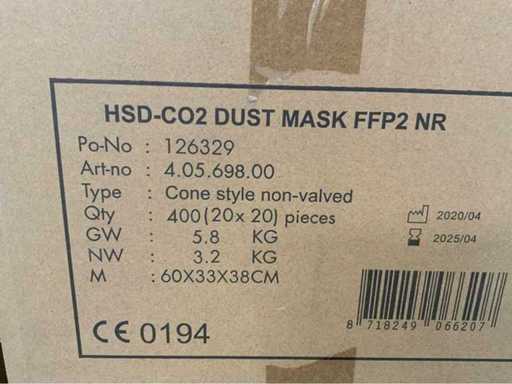 HSD-CO2 DUST MASK FFP2 NR
Po-No : 126329
Art-no : 4.05.698.00
Type : Cone style non-valved
Qty : 400(20x 20) pieces
GW : 5.8 KG
NW : 3.2 KG
M : 60X33X38CM
2020/04
2025/04
CE 0194
8 718249 066207